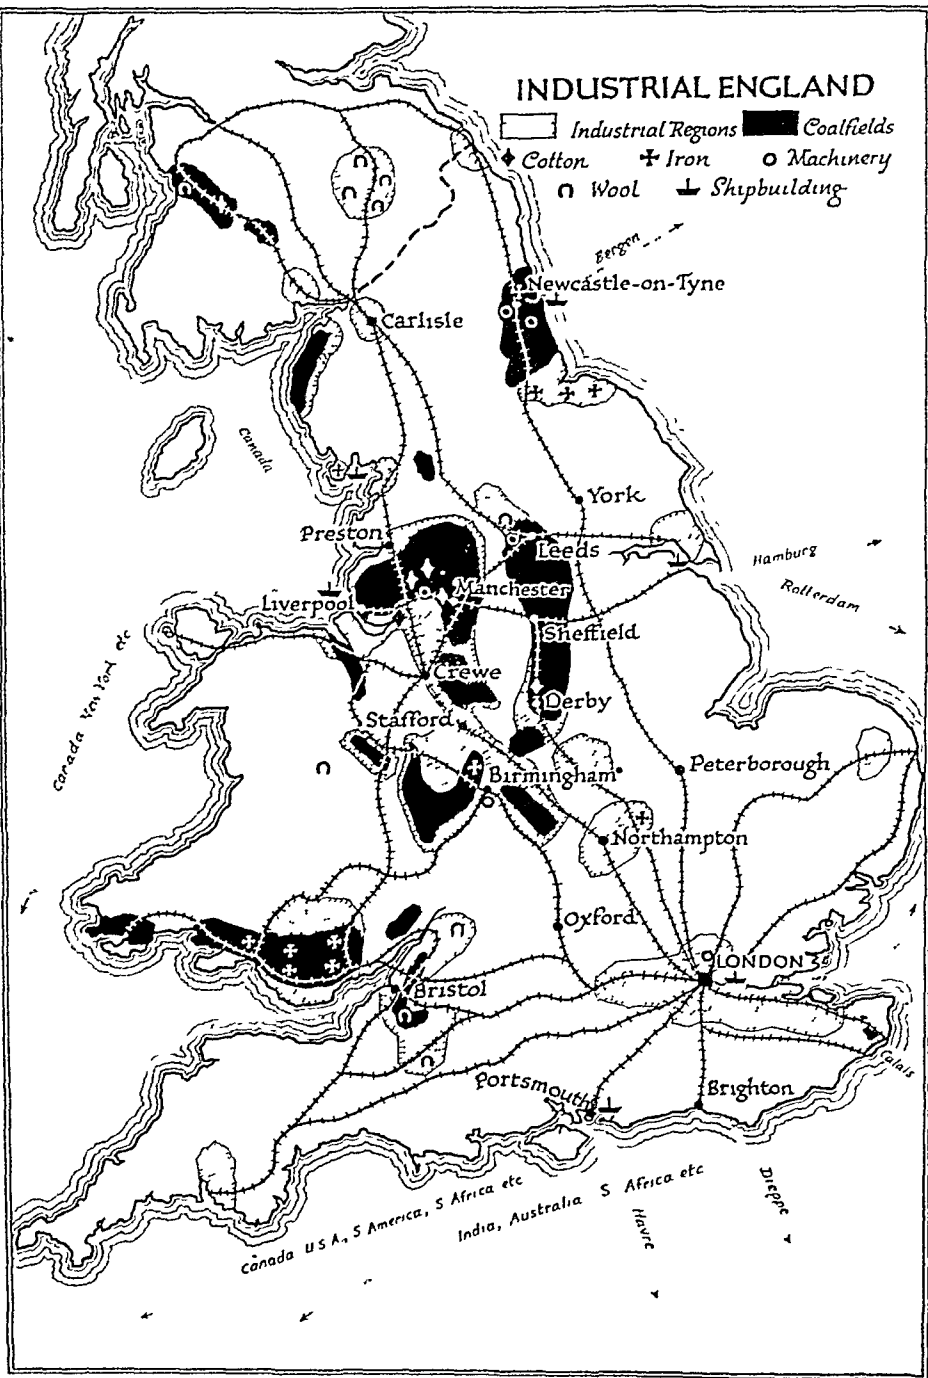 INDUSTRIAL ENGLAND
Industrial Regions Coalfields
Cotton Iron Machinery
Wool Shipbuilding
Bergen
Newcastle-on-Tyne
Carlisle
Canada
York
Preston
Leeds
Hamburg
Manchester
Rotterdam
Liverpool
Sheffield
Canada New York etc
Crewe
Derby
Stafford
Peterborough
Birmingham
Northampton
Oxford
LONDON
Bristol
Calais
Portsmouth
Brighton
Canada U S A., S America, S Africa etc
India, Australia S Africa etc
Havre
Dieppe